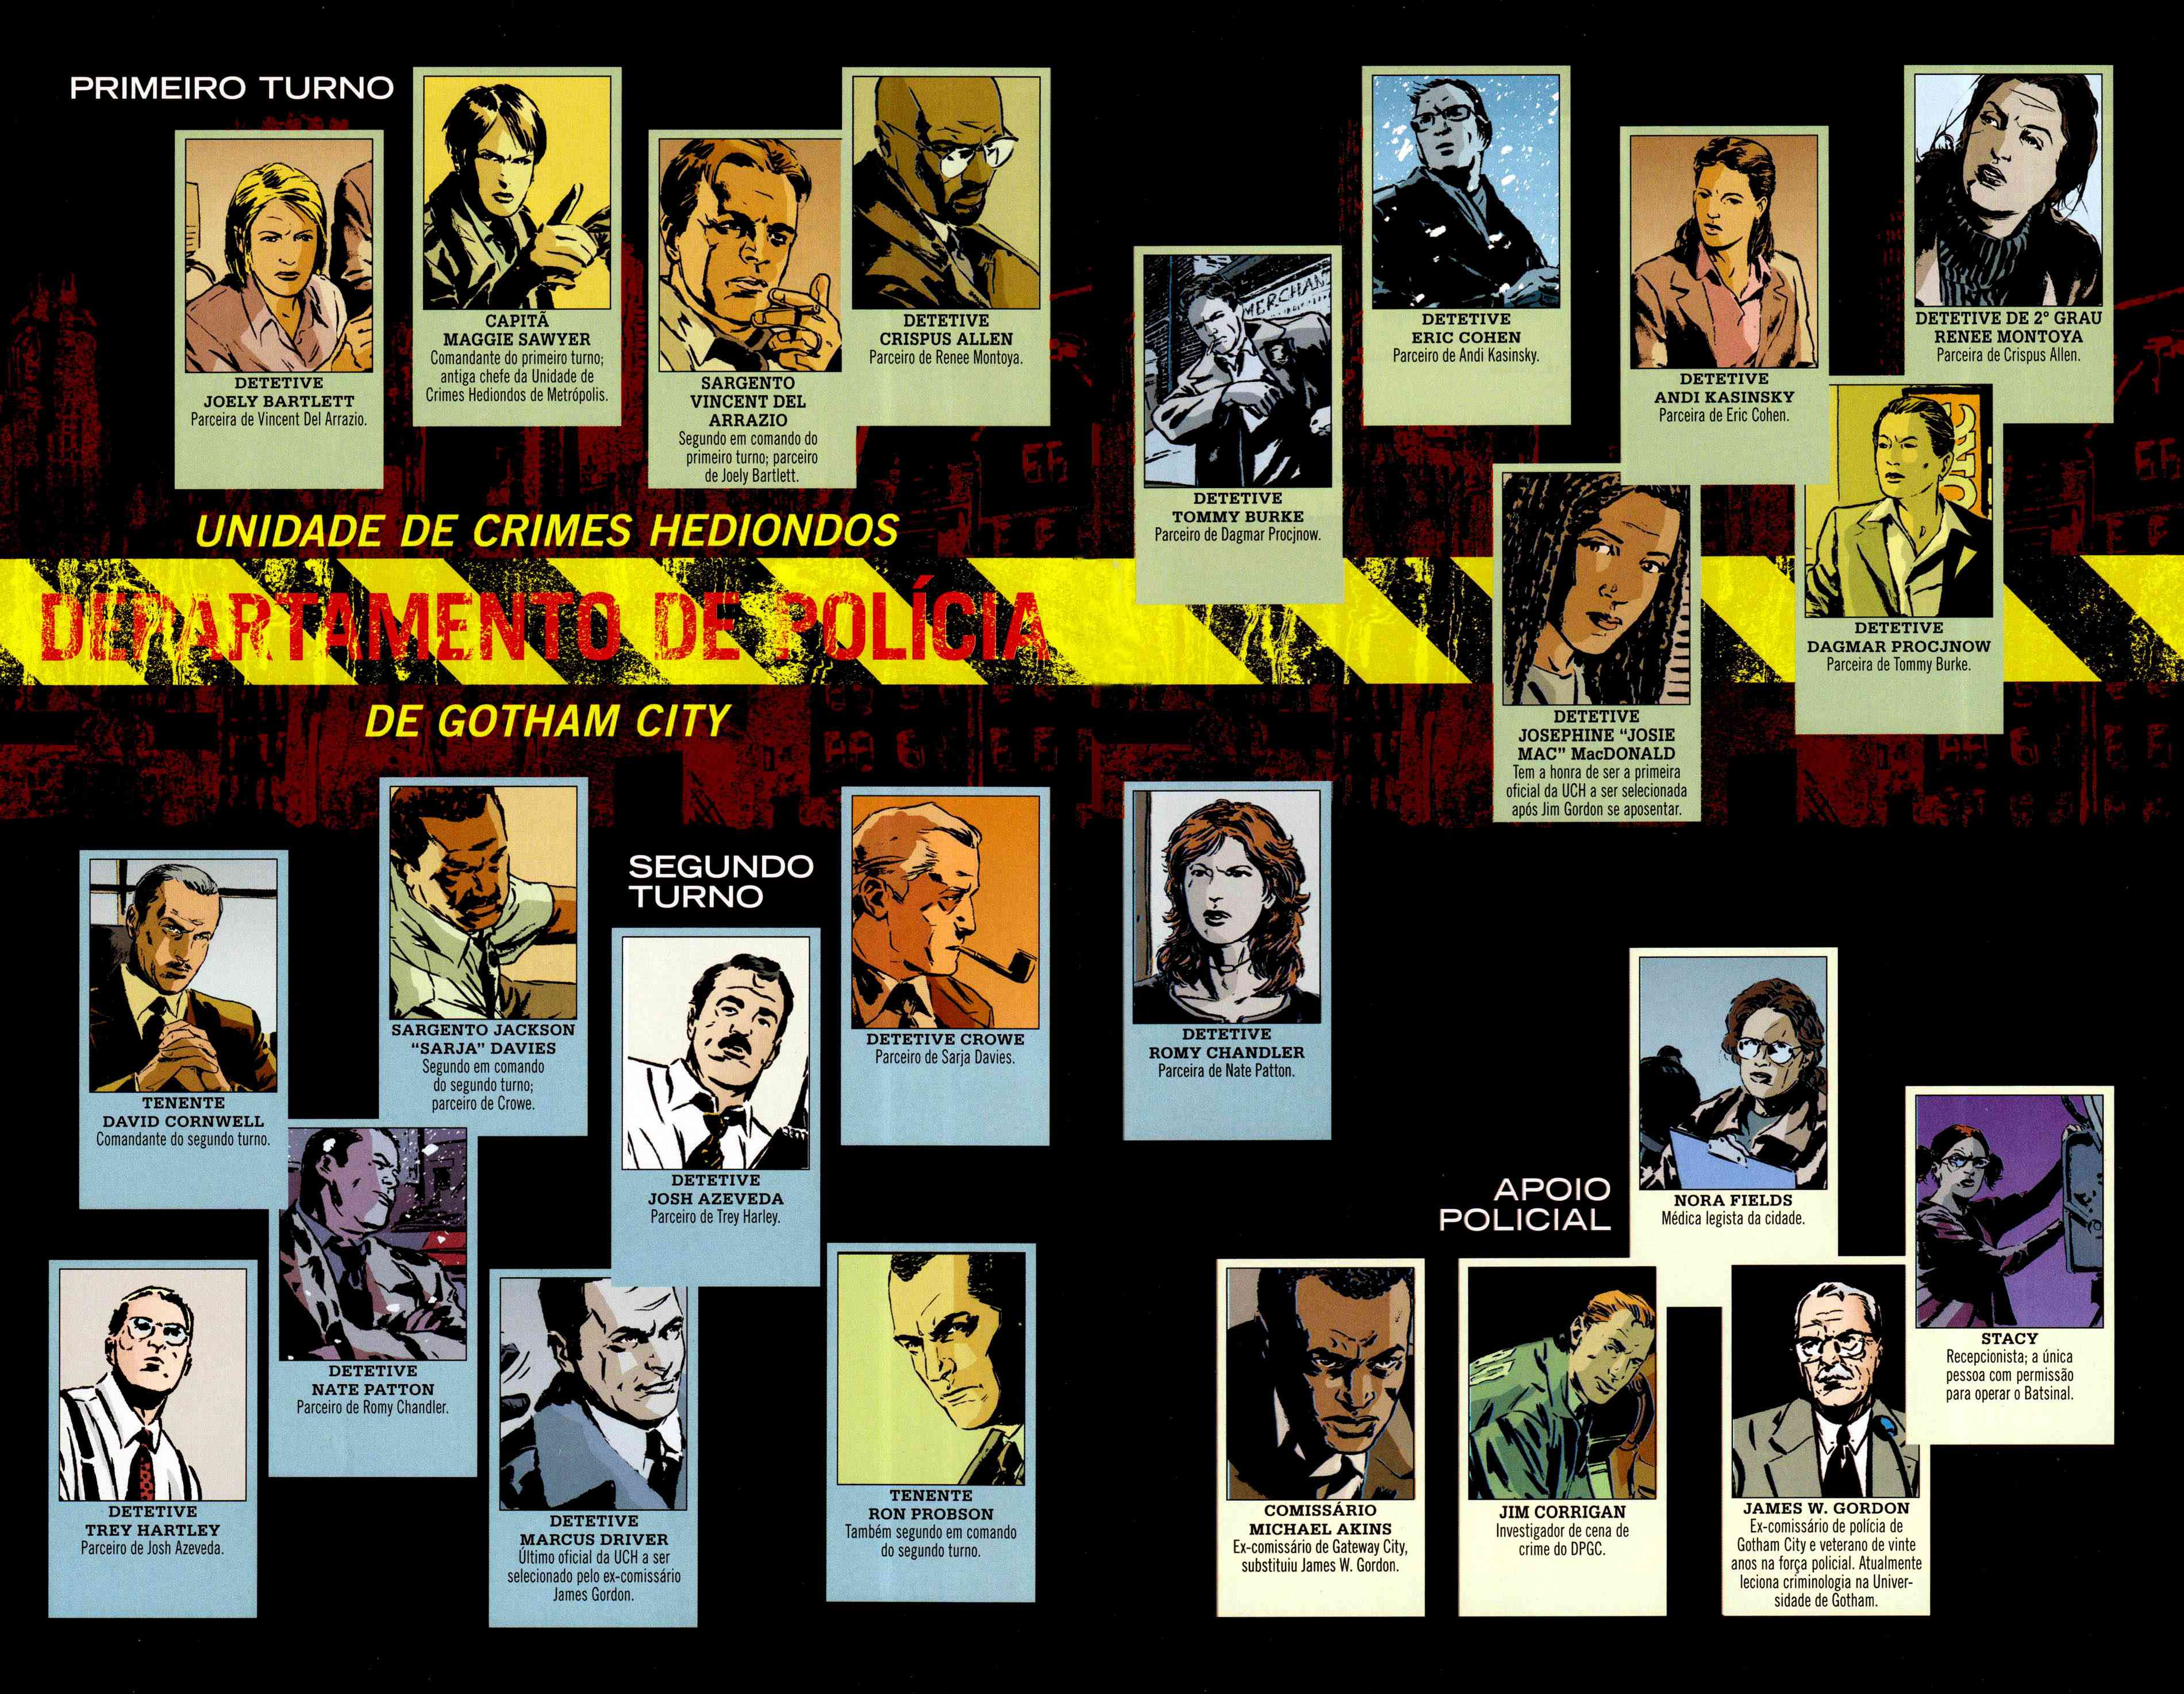 PRIMEIRO TURNO
DETETIVE
JOELY BARTLETT
Parceira de Vincent Del Arrazio.
CAPITÃ
MAGGIE SAWYER
Comandante do primeiro turno;
antiga chefe da Unidade de
Crimes Hediondos de Metrópolis.
SARGENTO
VINCENT DEL
ARRAZIO
Segundo em comando do
primeiro turno; parceiro
de Joely Bartlett.
DETETIVE
CRISPUS ALLEN
Parceiro de Renee Montoya.
MERCHAN
DETETIVE
TOMMY BURKE
Parceiro de Dagmar Procjnow.
DETETIVE
ERIC COHEN
Parceiro de Andi Kasinsky.
DETETIVE
ANDI KASINSKY
Parceira de Eric Cohen.
DETETIVE DE 2º GRAU
RENEE MONTOYA
Parceira de Crispus Allen.
DETETIVE
JOSEPHINE “JOSIE
MAC” MacDONALD
Tem a honra de ser a primeira
oficial da UCH a ser selecionada
após Jim Gordon se aposentar.
DETETIVE
DAGMAR PROCJNOW
Parceira de Tommy Burke.
UNIDADE DE CRIMES HEDIONDOS
DEPARTAMENTO DE POLÍCIA
DE GOTHAM CITY
SEGUNDO
TURNO
TENENTE
DAVID CORNWELL
Comandante do segundo turno.
SARGENTO JACKSON
“SARJA” DAVIES
Segundo em comando
do segundo turno;
parceiro de Crowe.
DETETIVE
JOSH AZEVEDA
Parceiro de Trey Harley.
DETETIVE CROWE
Parceiro de Sarja Davies.
DETETIVE
ROMY CHANDLER
Parceira de Nate Patton.
DETETIVE
TREY HARTLEY
Parceiro de Josh Azeveda.
DETETIVE
NATE PATTON
Parceiro de Romy Chandler.
DETETIVE
MARCUS DRIVER
Último oficial da UCH a ser
selecionado pelo ex-comissário
James Gordon.
TENENTE
RON PROBSON
Também segundo em comando
do segundo turno.
APOIO
POLICIAL
NORA FIELDS
Médica legista da cidade.
STACY
Recepcionista; a única
pessoa com permissão
para operar o Batsinal.
COMISSÁRIO
MICHAEL AKINS
Ex-comissário de Gateway City,
substituiu James W. Gordon.
JIM CORRIGAN
Investigador de cena de
crime do DPGC.
JAMES W. GORDON
Ex-comissário de polícia de
Gotham City e veterano de vinte
anos na força policial. Atualmente
leciona criminologia na Univer-
sidade de Gotham.